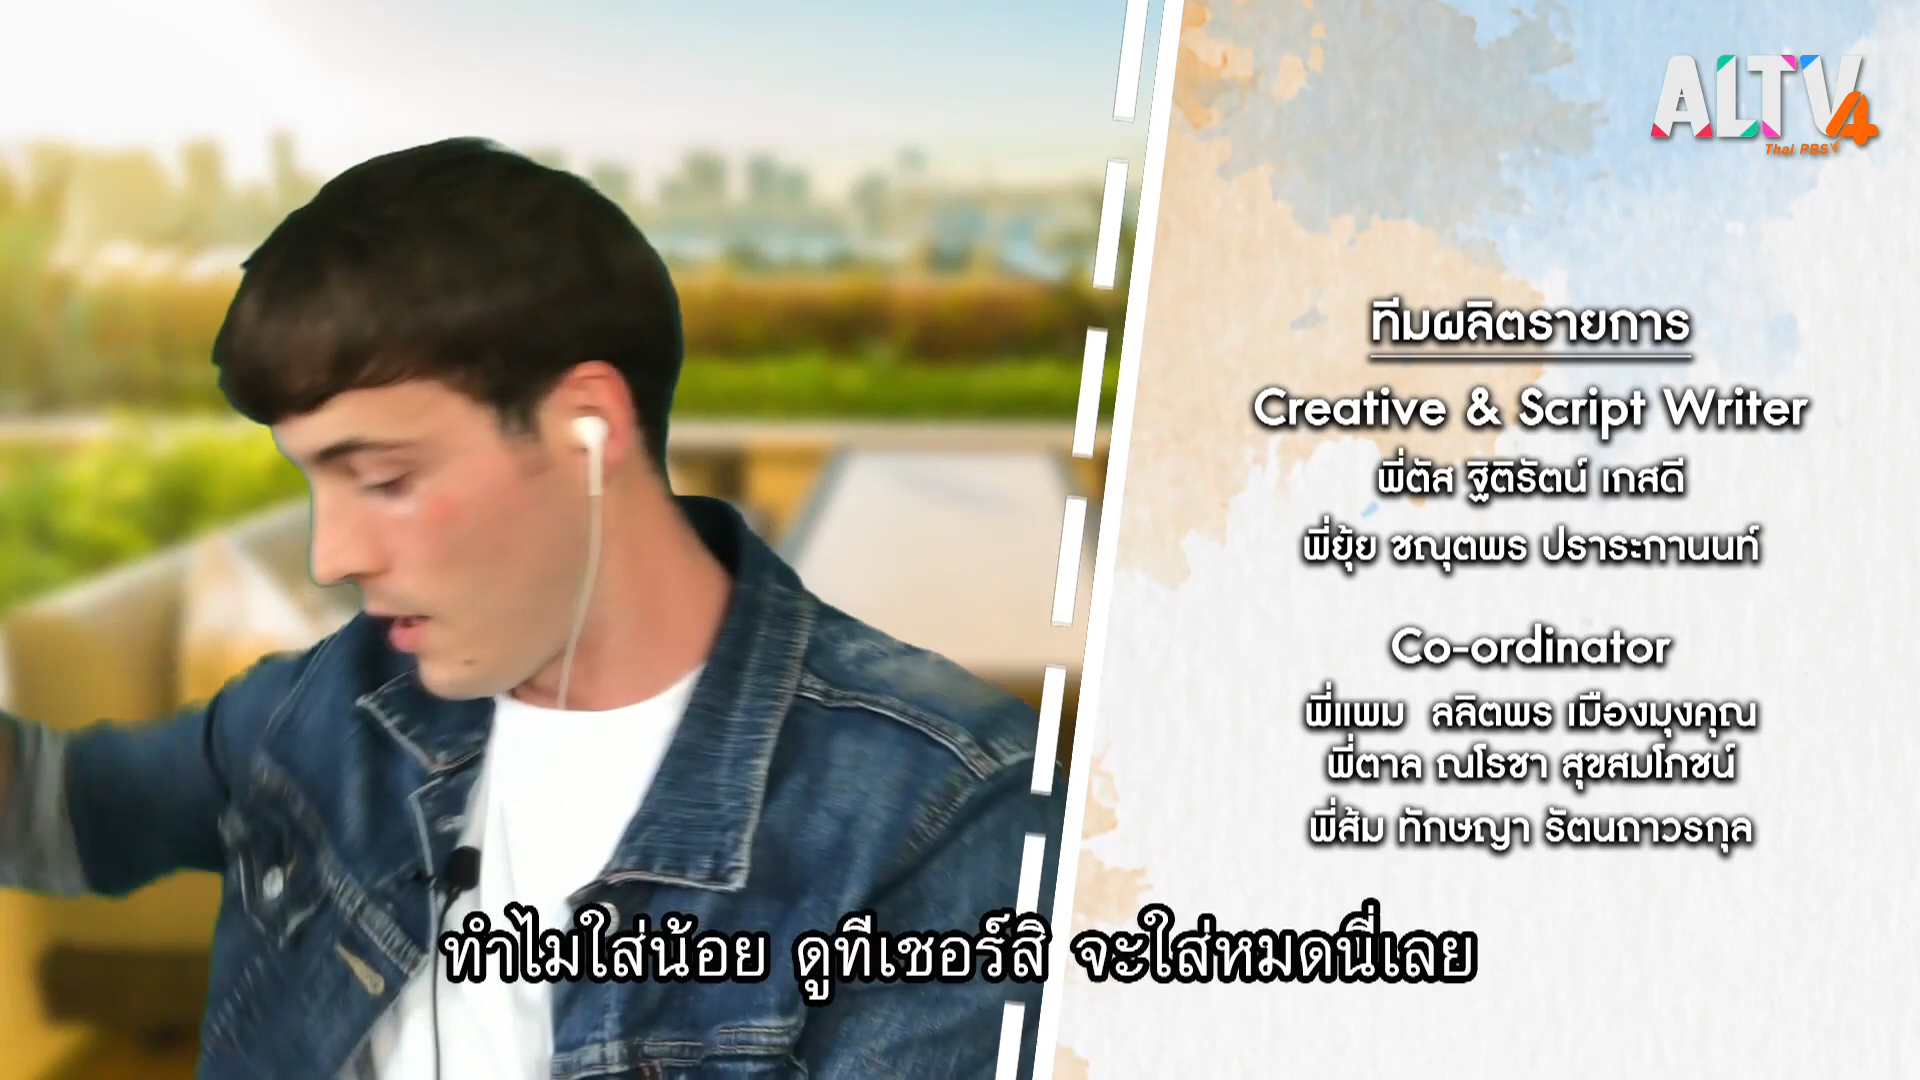 ALTV4
Thai PBS
ทีมผลิตรายการ
Creative & Script Writer
พี่ตัส ฐิติรัตน์ เกสดี
พี่ยุ้ย ชณุตพร ปราระกานนท์
Co-ordinator
พี่แพม ลลิตพร เมืองมุงคุณ
พี่ตาล ณโรชา สุขสมโภชน์
พี่ส้ม ทักษญา รัตนถาวรกุล
ทำไมใส่น้อย ดูทีเชอร์สิ จะใส่หมดนี่เลย